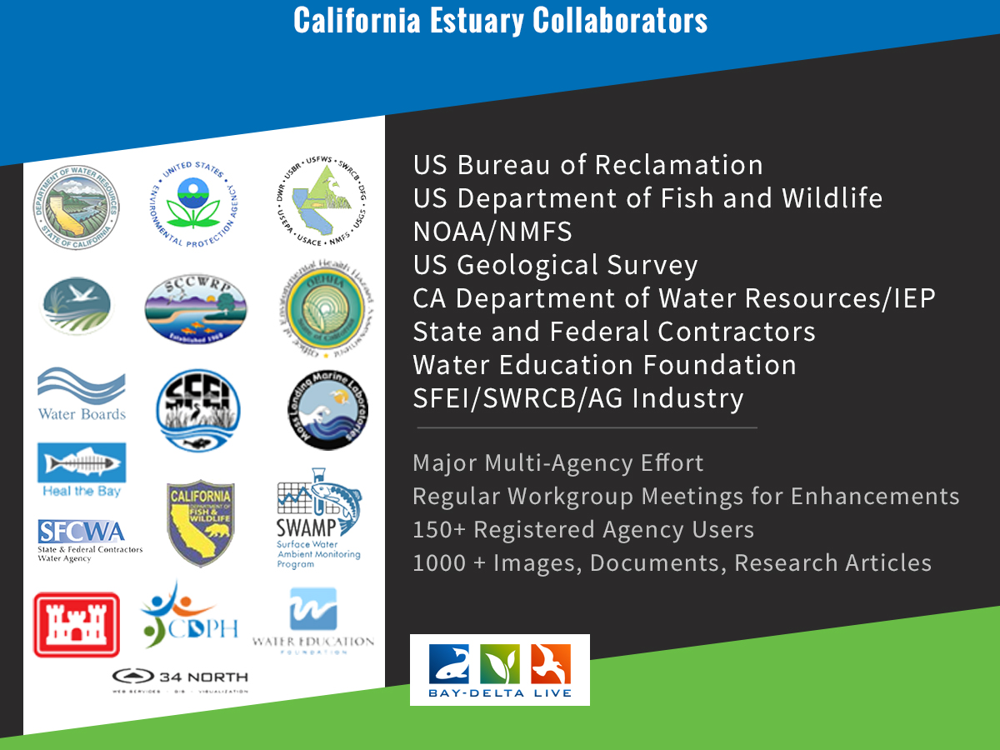 California Estuary Collaborators
DEPARTMENT OF WATER RESOURCES
STATE OF CALIFORNIA
UNITED STATES
ENVIRONMENTAL PROTECTION AGENCY
DWR • USBR • USFWS • SWRCB • DFG • USGS • NMFS • USACE • USEPA
SCCWRP
Established 1969
OEHHA
Office of Environmental Health Hazard Assessment
Water Boards
SFEI
Moss Landing Marine Laboratories
Heal the Bay
CALIFORNIA
DEPARTMENT OF
FISH &
WILDLIFE
SWAMP
Surface Water
Ambient Monitoring
Program
SFCWA
State & Federal Contractors
Water Agency
CDPH
WATER EDUCATION
FOUNDATION
34 NORTH
WEB SERVICES · GIS · VISUALIZATION
US Bureau of Reclamation
US Department of Fish and Wildlife
NOAA/NMFS
US Geological Survey
CA Department of Water Resources/IEP
State and Federal Contractors
Water Education Foundation
SFEI/SWRCB/AG Industry
Major Multi-Agency Effort
Regular Workgroup Meetings for Enhancements
150+ Registered Agency Users
1000 + Images, Documents, Research Articles
BAY-DELTA LIVE